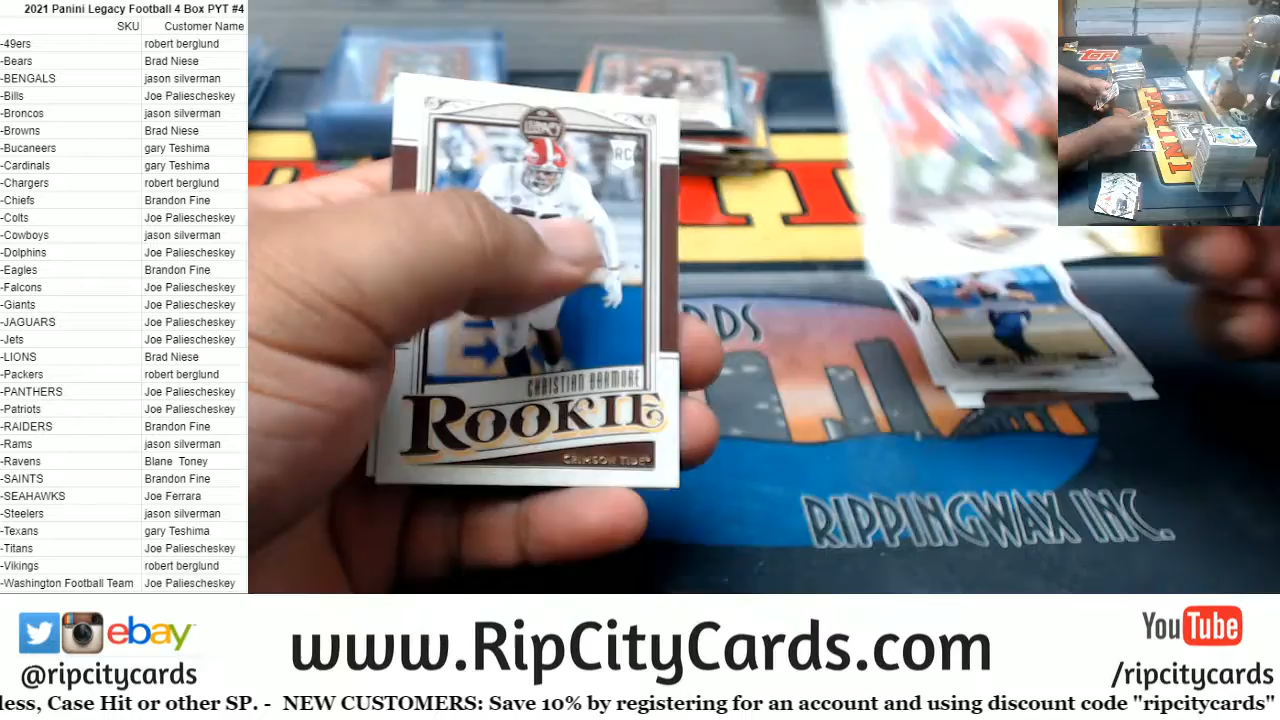 2021 Panini Legacy Football 4 Box PYT #4
SKU Customer Name
-49ers robert berglund
-Bears Brad Niese
-BENGALS jason silverman
-Bills Joe Paliescheskey
-Broncos jason silverman
-Browns Brad Niese
-Bucaneers gary Teshima
-Cardinals gary Teshima
-Chargers robert berglund
-Chiefs Brandon Fine
-Colts Joe Paliescheskey
-Cowboys jason silverman
-Dolphins Joe Paliescheskey
-Eagles Brandon Fine
-Falcons Joe Paliescheskey
-Giants Joe Paliescheskey
-JAGUARS Joe Paliescheskey
-Jets Joe Paliescheskey
-LIONS Brad Niese
-Packers robert berglund
-PANTHERS Joe Paliescheskey
-Patriots Joe Paliescheskey
-RAIDERS Brandon Fine
-Rams jason silverman
-Ravens Blane Toney
-SAINTS Brandon Fine
-SEAHAWKS Joe Ferrara
-Steelers jason silverman
-Texans gary Teshima
-Titans Joe Paliescheskey
-Vikings robert berglund
-Washington Football Team Joe Paliescheskey
RC
CHRISTIAN BARMORE
ROOKIE
CRIMSON TIDE
RDS
RIPPINGWAX INC.
TOPPS
PANINI
ebay
@ripcitycards
www.RipCityCards.com
YouTube
/ripcitycards
less, Case Hit or other SP. - NEW CUSTOMERS: Save 10% by registering for an account and using discount code "ripcitycards"